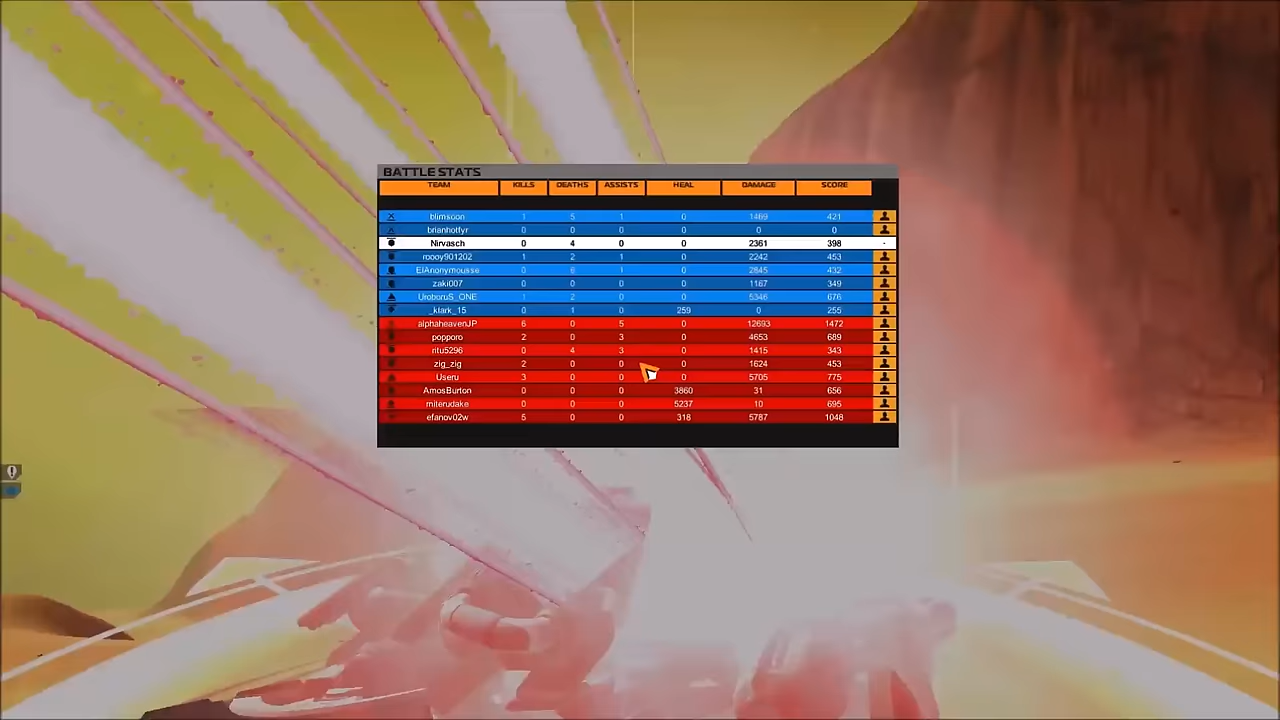 BATTLE STATS
TEAM KILLS DEATHS ASSISTS HEAL DAMAGE SCORE
blimsoon 1 5 1 0 1469 421
brianhotfyr 0 0 0 0 0 0
Nirvasch 0 4 0 0 2361 398 -
roooy901202 1 2 1 0 2242 453
ElAnonymousse 0 6 1 0 2845 432
zaki007 0 0 0 0 1167 349
UroboruS_ONE 1 2 0 0 5346 676
_klark_15 0 1 0 259 0 255
alphaheavenJP 6 0 5 0 12693 1472
popporo 2 0 3 0 4653 689
ritu5296 0 4 3 0 1415 343
zig_zig 2 0 0 0 1624 453
Useru 3 0 0 0 5705 775
AmosBurton 0 0 0 3860 31 656
miterudake 0 0 0 5237 10 695
efanov02w 5 0 0 318 5787 1048